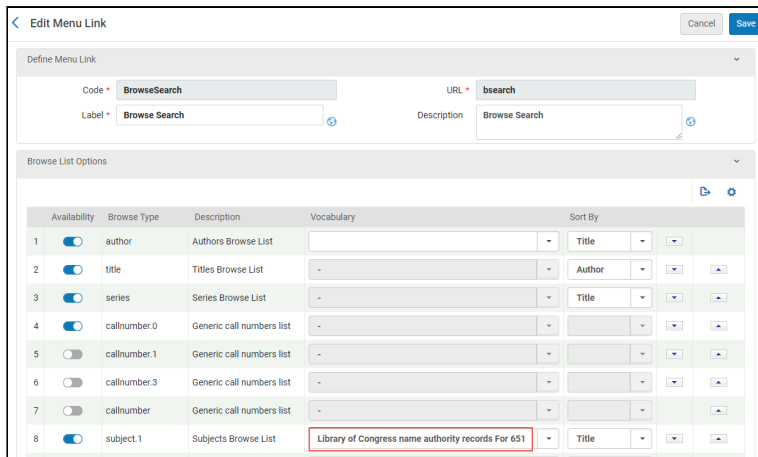 Edit Menu Link
Cancel
Save
Define Menu Link
Code * BrowseSearch
URL * bsearch
Label * Browse Search
Description Browse Search
Browse List Options
Availability Browse Type Description Vocabulary Sort By
1 author Authors Browse List Title
2 title Titles Browse List - Author
3 series Series Browse List - Title
4 callnumber.0 Generic call numbers list -
5 callnumber.1 Generic call numbers list -
6 callnumber.3 Generic call numbers list -
7 callnumber Generic call numbers list -
8 subject.1 Subjects Browse List Library of Congress name authority records For 651 Title